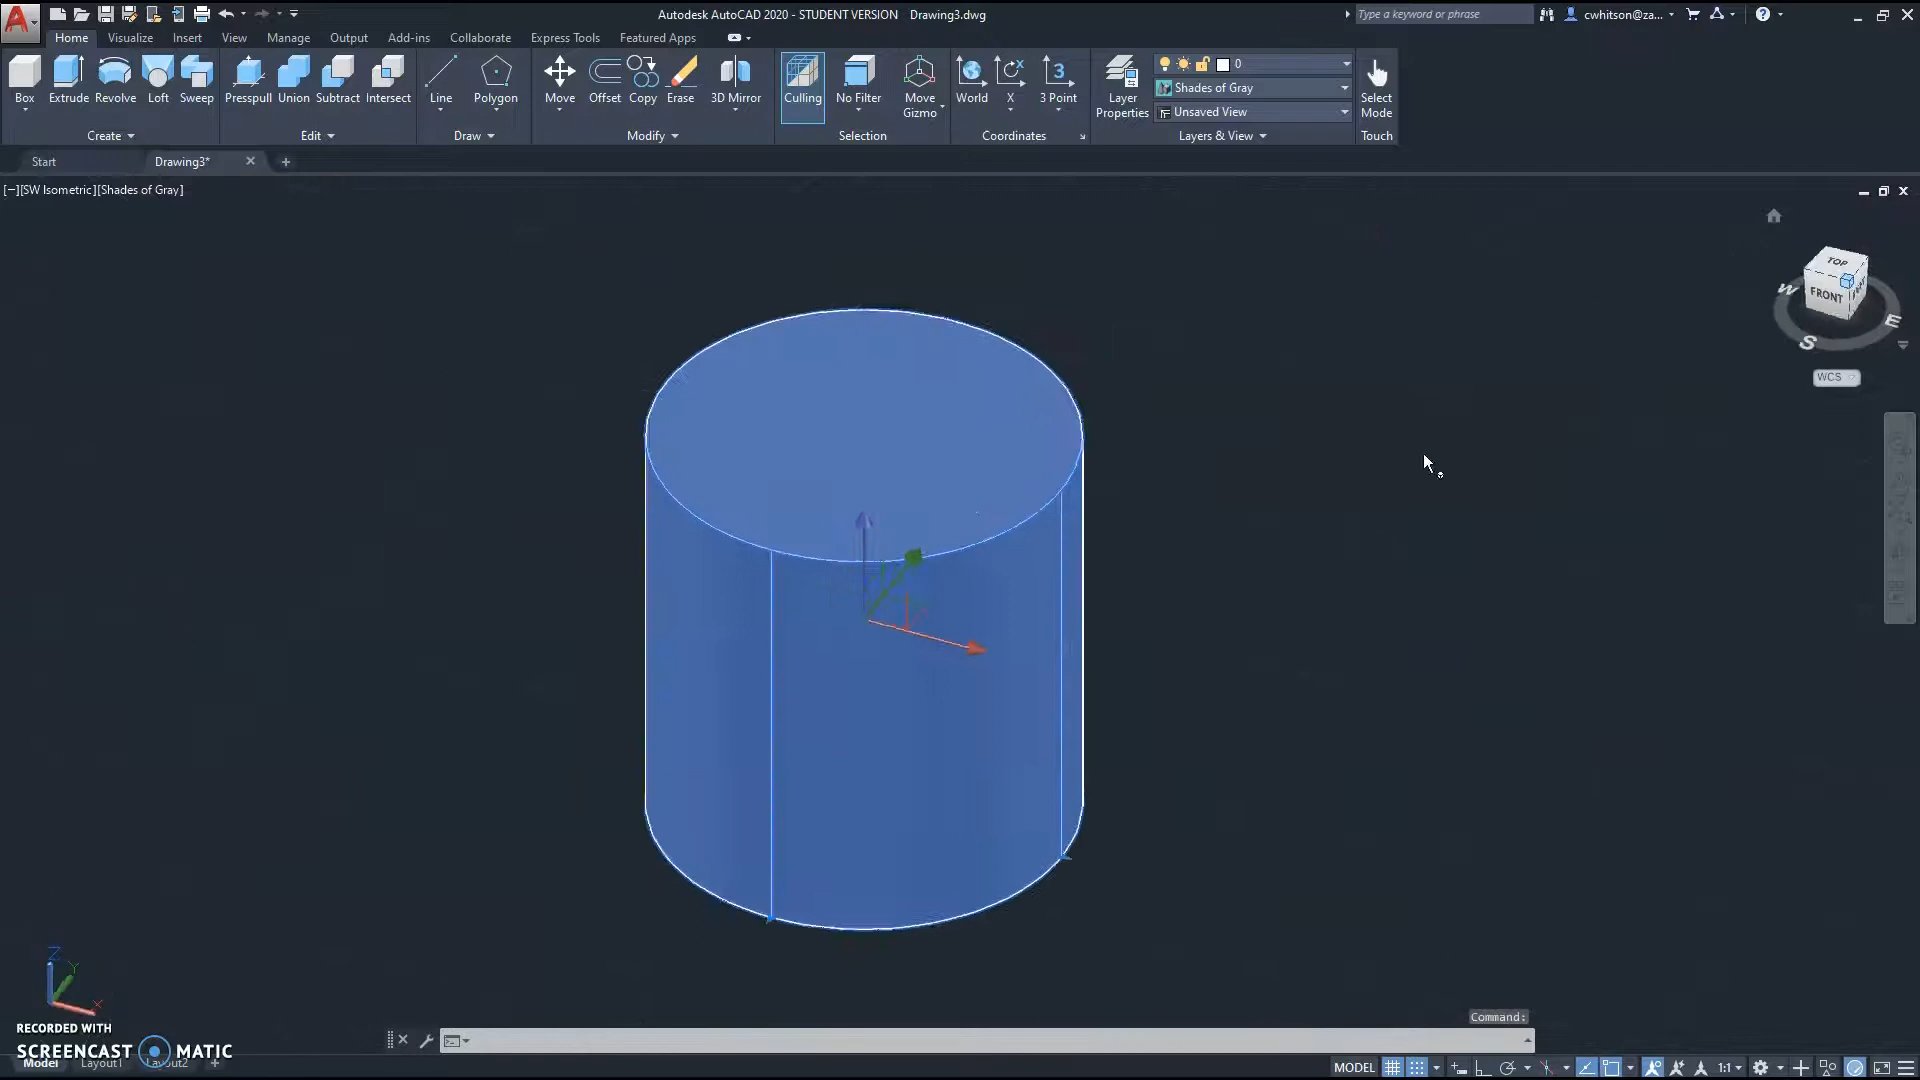 Autodesk AutoCAD 2020 - STUDENT VERSION Drawing3.dwg
Type a keyword or phrase
cwhitson@za...
Home Visualize Insert View Manage Output Add-ins Collaborate Express Tools Featured Apps
Box Extrude Revolve Loft Sweep
Presspull Union Subtract Intersect
Line Polygon
Move Offset Copy Erase 3D Mirror
Culling No Filter Move Gizmo
World X 3 Point
Layer Properties
0
Shades of Gray
Unsaved View
Select Mode
Create Edit Draw Modify Selection Coordinates Layers & View Touch
Start Drawing3*
[−][SW Isometric][Shades of Gray]
TOP
FRONT
W
E
S
WCS
Z
Y
X
Command:
RECORDED WITH
SCREENCAST MATIC
Model Layout1 Layout2
MODEL 1:1